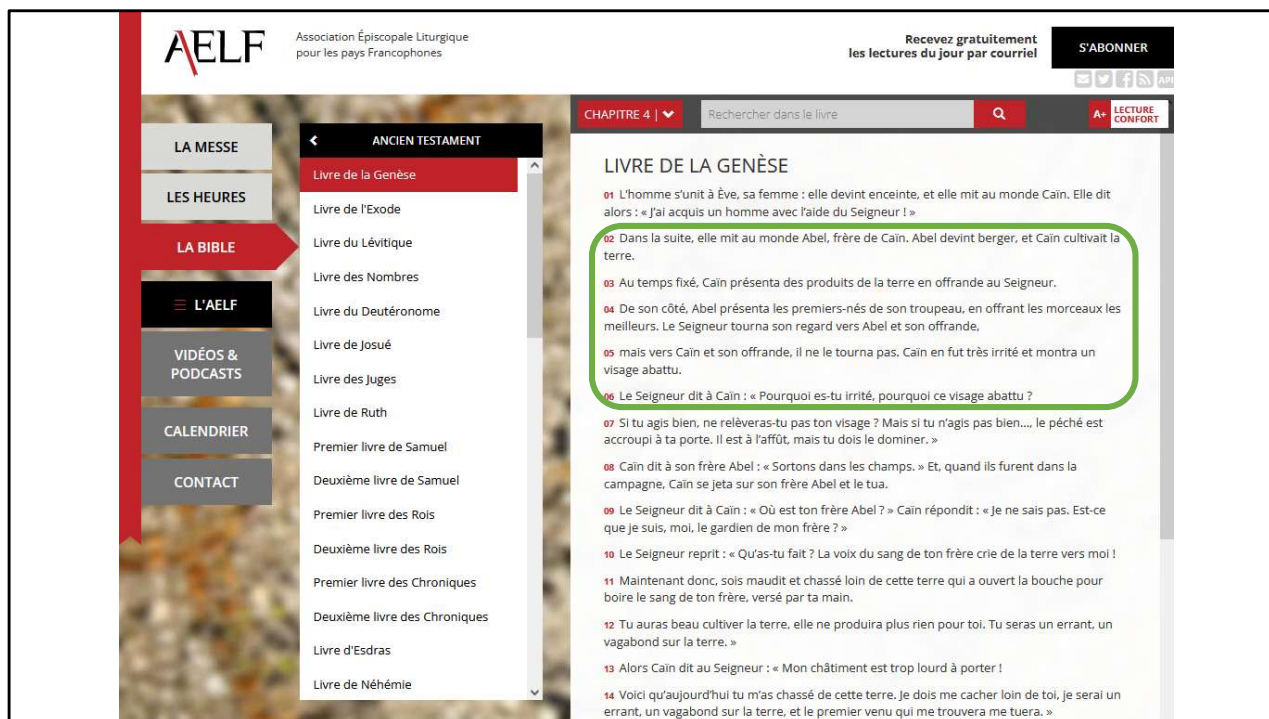 AELF
Association Épiscopale Liturgique
pour les pays Francophones
Recevez gratuitement
les lectures du jour par courriel
S'ABONNER
API
LA MESSE
LES HEURES
LA BIBLE
L'AELF
VIDÉOS &
PODCASTS
CALENDRIER
CONTACT
ANCIEN TESTAMENT
Livre de la Genèse
Livre de l'Exode
Livre du Lévitique
Livre des Nombres
Livre du Deutéronome
Livre de Josué
Livre des Juges
Livre de Ruth
Premier livre de Samuel
Deuxième livre de Samuel
Premier livre des Rois
Deuxième livre des Rois
Premier livre des Chroniques
Deuxième livre des Chroniques
Livre d'Esdras
Livre de Néhémie
CHAPITRE 4 |
Rechercher dans le livre
A+ LECTURE
CONFORT
LIVRE DE LA GENÈSE
01 L'homme s'unit à Ève, sa femme : elle devint enceinte, et elle mit au monde Caïn. Elle dit
alors : « J'ai acquis un homme avec l'aide du Seigneur ! »
02 Dans la suite, elle mit au monde Abel, frère de Caïn. Abel devint berger, et Caïn cultivait la
terre.
03 Au temps fixé, Caïn présenta des produits de la terre en offrande au Seigneur.
04 De son côté, Abel présenta les premiers-nés de son troupeau, en offrant les morceaux les
meilleurs. Le Seigneur tourna son regard vers Abel et son offrande,
05 mais vers Caïn et son offrande, il ne le tourna pas. Caïn en fut très irrité et montra un
visage abattu.
06 Le Seigneur dit à Caïn : « Pourquoi es-tu irrité, pourquoi ce visage abattu ?
07 Si tu agis bien, ne relèveras-tu pas ton visage ? Mais si tu n'agis pas bien…, le péché est
accroupi à ta porte. Il est à l'affût, mais tu dois le dominer. »
08 Caïn dit à son frère Abel : « Sortons dans les champs. » Et, quand ils furent dans la
campagne, Caïn se jeta sur son frère Abel et le tua.
09 Le Seigneur dit à Caïn : « Où est ton frère Abel ? » Caïn répondit : « Je ne sais pas. Est-ce
que je suis, moi, le gardien de mon frère ? »
10 Le Seigneur reprit : « Qu'as-tu fait ? La voix du sang de ton frère crie de la terre vers moi !
11 Maintenant donc, sois maudit et chassé loin de cette terre qui a ouvert la bouche pour
boire le sang de ton frère, versé par ta main.
12 Tu auras beau cultiver la terre, elle ne produira plus rien pour toi. Tu seras un errant, un
vagabond sur la terre. »
13 Alors Caïn dit au Seigneur : « Mon châtiment est trop lourd à porter !
14 Voici qu'aujourd'hui tu m'as chassé de cette terre. Je dois me cacher loin de toi, je serai un
errant, un vagabond sur la terre, et le premier venu qui me trouvera me tuera. »